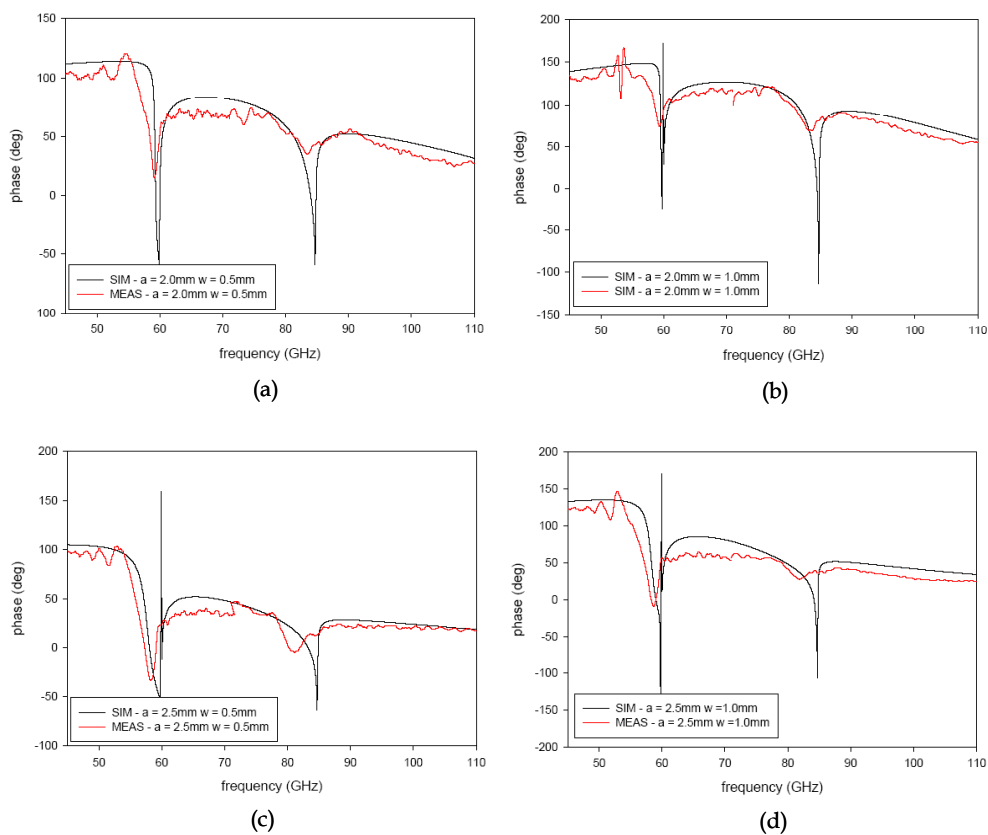 150
100
50
0
-50
100
phase (deg)
SIM - a = 2.0mm w = 0.5mm
MEAS - a = 2.0mm w = 0.5mm
50 60 70 80 90 100 110
frequency (GHz)
(a)
200
150
100
50
0
-50
-100
-150
phase (deg)
SIM - a = 2.0mm w = 1.0mm
SIM - a = 2.0mm w = 1.0mm
50 60 70 80 90 100 110
frequency (GHz)
(b)
200
150
100
50
0
-50
-100
phase (deg)
SIM - a = 2.5mm w = 0.5mm
MEAS - a = 2.5mm w = 0.5mm
50 60 70 80 90 100 110
frequency (GHz)
(c)
200
150
100
50
0
-50
-100
-150
-200
phase (deg)
SIM - a = 2.5mm w =1.0mm
MEAS - a = 2.5mm w =1.0mm
50 60 70 80 90 100 110
frequency (GHz)
(d)